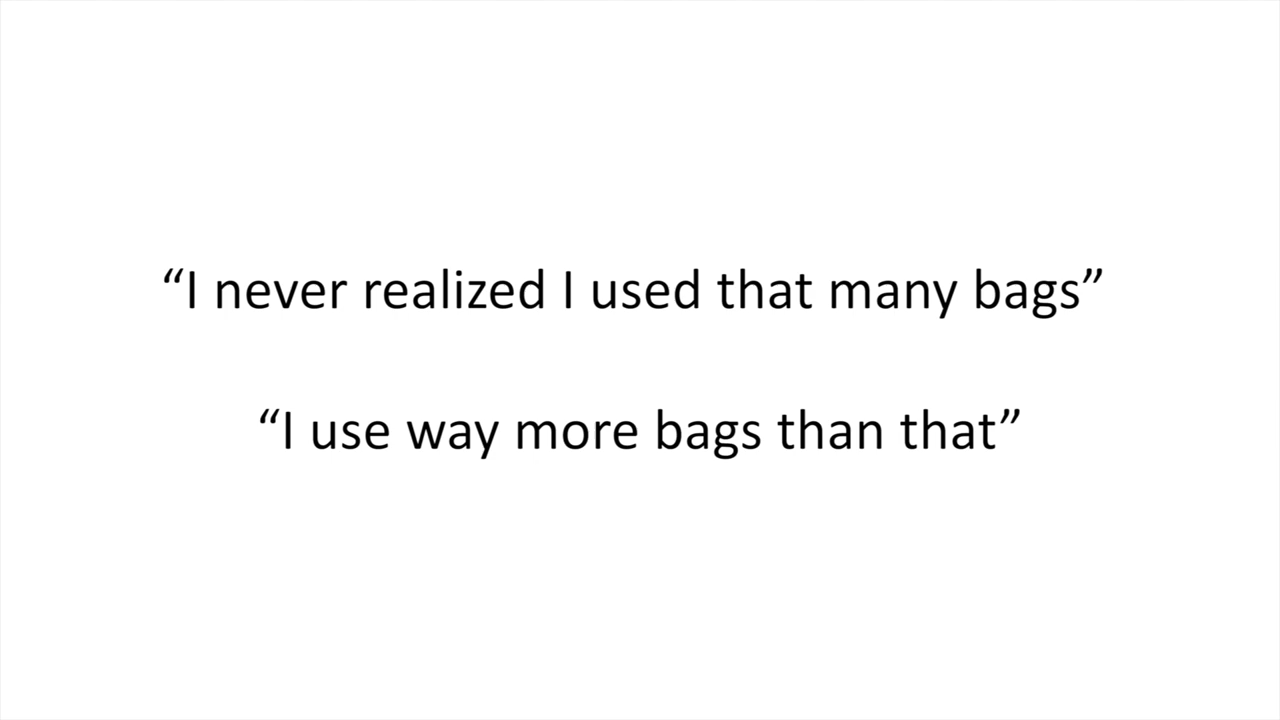 “I never realized I used that many bags”
“I use way more bags than that”